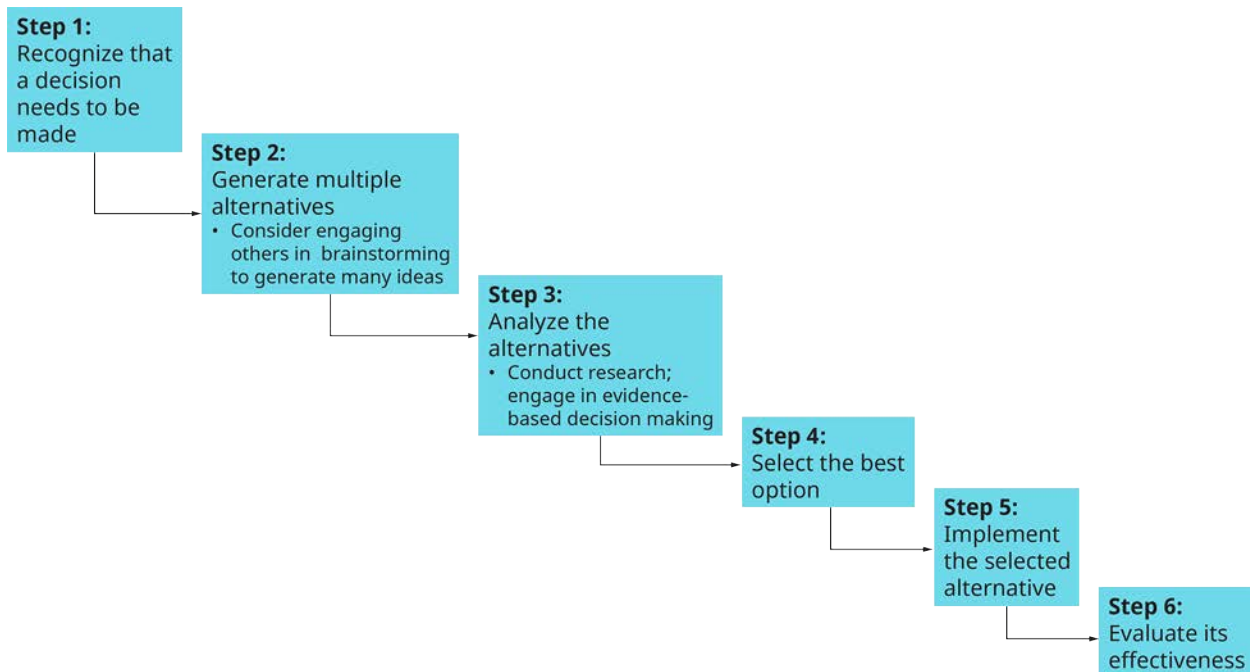 Step 1:
Recognize that
a decision
needs to be
made
Step 2:
Generate multiple
alternatives
• Consider engaging
others in brainstorming
to generate many ideas
Step 3:
Analyze the
alternatives
• Conduct research;
engage in evidence-
based decision making
Step 4:
Select the best
option
Step 5:
Implement
the selected
alternative
Step 6:
Evaluate its
effectiveness